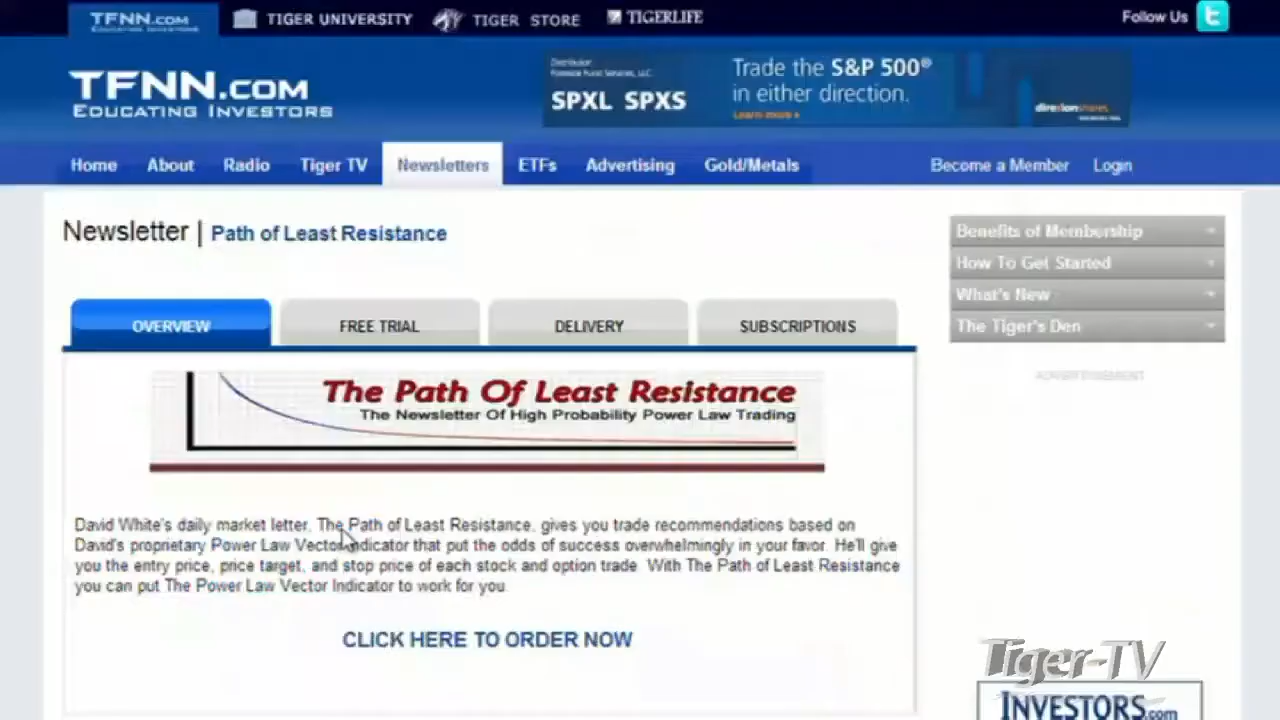 TFNN.COM
EDUCATING INVESTORS
TIGER UNIVERSITY
TIGER STORE
TIGERLIFE
Follow Us
TFNN.COM
EDUCATING INVESTORS
Distributor
SPXL SPXS
Trade the S&P 500®
in either direction.
Learn more
direxionshares
Home About Radio Tiger TV Newsletters ETFs Advertising Gold/Metals Become a Member Login
Newsletter | Path of Least Resistance
Benefits of Membership
How To Get Started
What's New
The Tiger's Den
ADVERTISEMENT
OVERVIEW FREE TRIAL DELIVERY SUBSCRIPTIONS
The Path Of Least Resistance
The Newsletter Of High Probability Power Law Trading
David White's daily market letter, The Path of Least Resistance, gives you trade recommendations based on
David's proprietary Power Law Vector Indicator that put the odds of success overwhelmingly in your favor. He'll give
you the entry price, price target, and stop price of each stock and option trade. With The Path of Least Resistance
you can put The Power Law Vector Indicator to work for you.
CLICK HERE TO ORDER NOW
Tiger-TV
INVESTORS.com